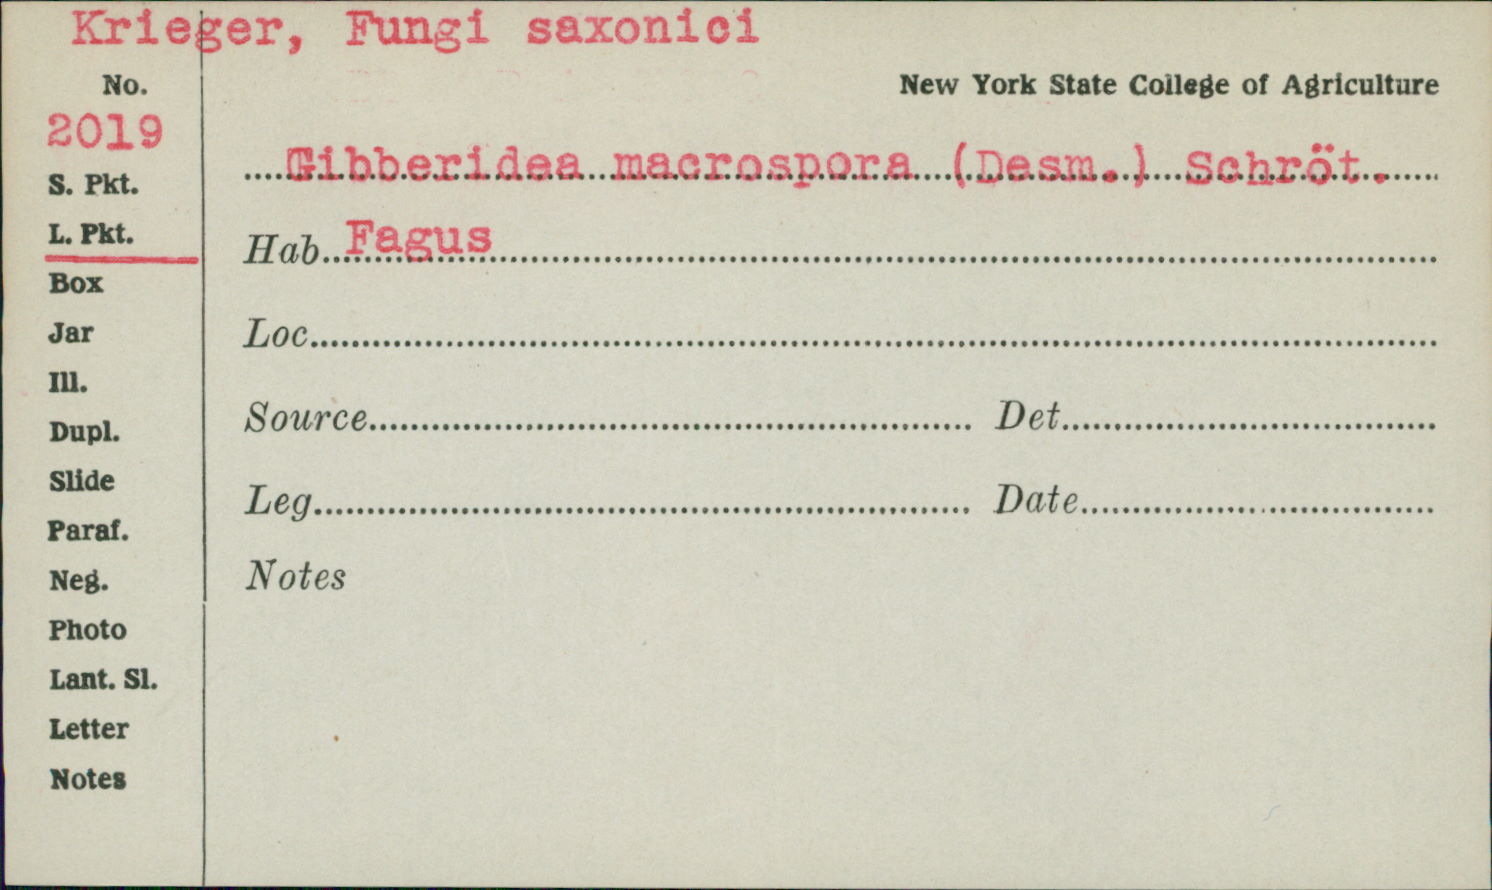 Krieger, Fungi saxonici
No.
New York State College of Agriculture
2019
Gibberidea macrospora (Desm.) Schröt.
S. Pkt.
L. Pkt.
Hab. Fagus
Box
Jar
Loc.
Ill.
Dupl.
Source Det.
Slide
Leg. Date
Paraf.
Neg.
Notes
Photo
Lant. Sl.
Letter
Notes